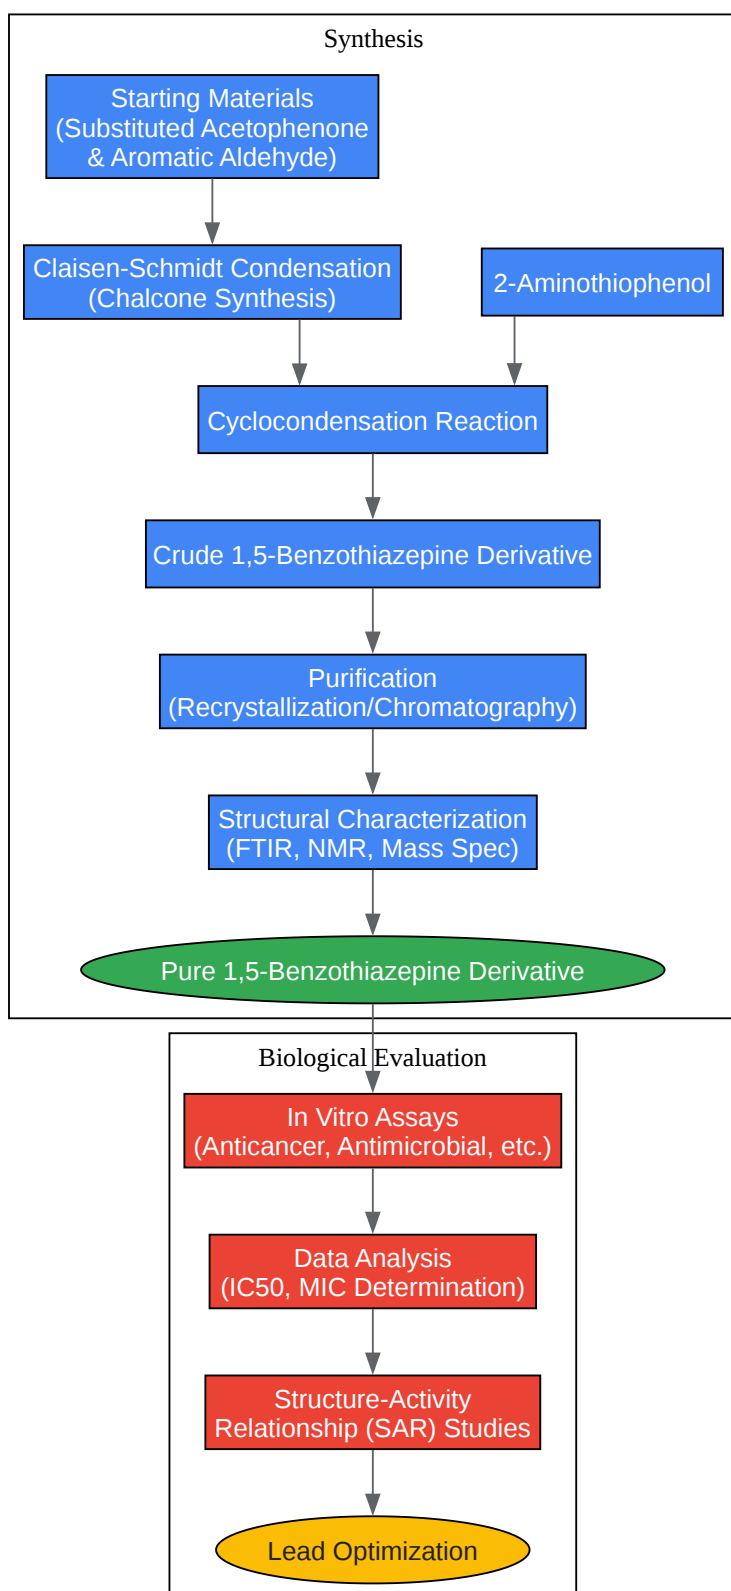 Synthesis
Starting Materials
(Substituted Acetophenone
& Aromatic Aldehyde)
Claisen-Schmidt Condensation
(Chalcone Synthesis)
2-Aminothiophenol
Cyclocondensation Reaction
Crude 1,5-Benzothiazepine Derivative
Purification
(Recrystallization/Chromatography)
Structural Characterization
(FTIR, NMR, Mass Spec)
Pure 1,5-Benzothiazepine Derivative
Biological Evaluation
In Vitro Assays
(Anticancer, Antimicrobial, etc.)
Data Analysis
(IC50, MIC Determination)
Structure-Activity
Relationship (SAR) Studies
Lead Optimization